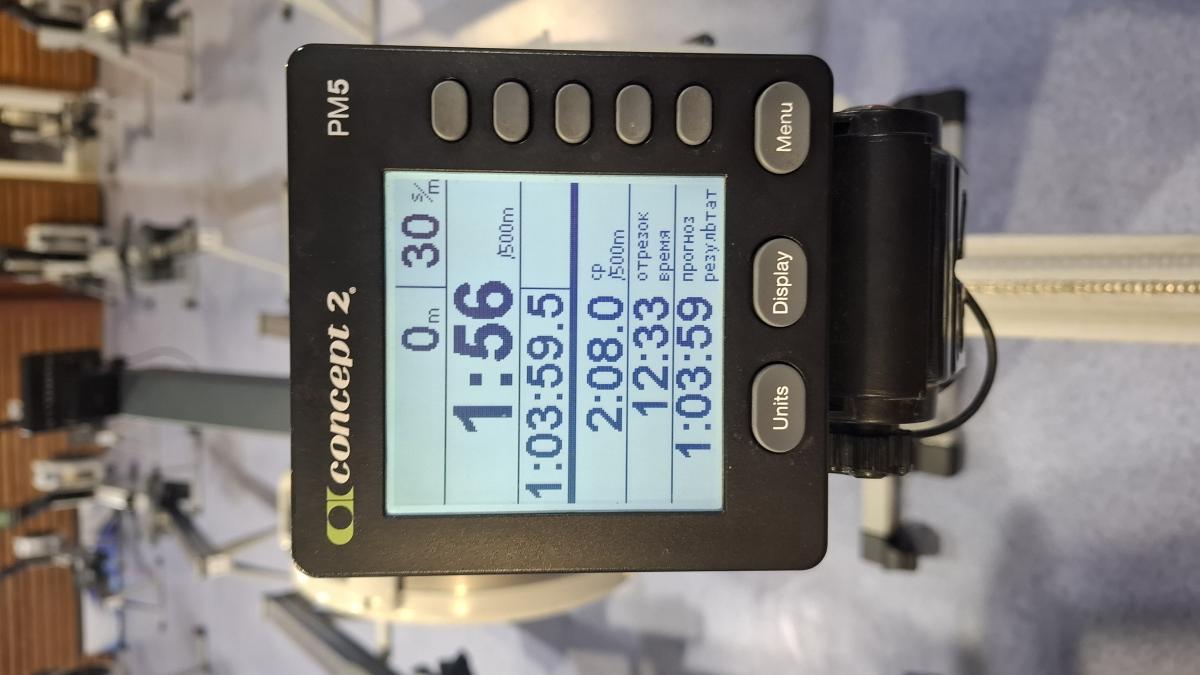 concept 2. PM5
0m 30 s/m
1:56 /500m
1:03:59.5
2:08.0 ср /500m
12:33 отрезок время
1:03:59 прогноз результат
Units Display Menu